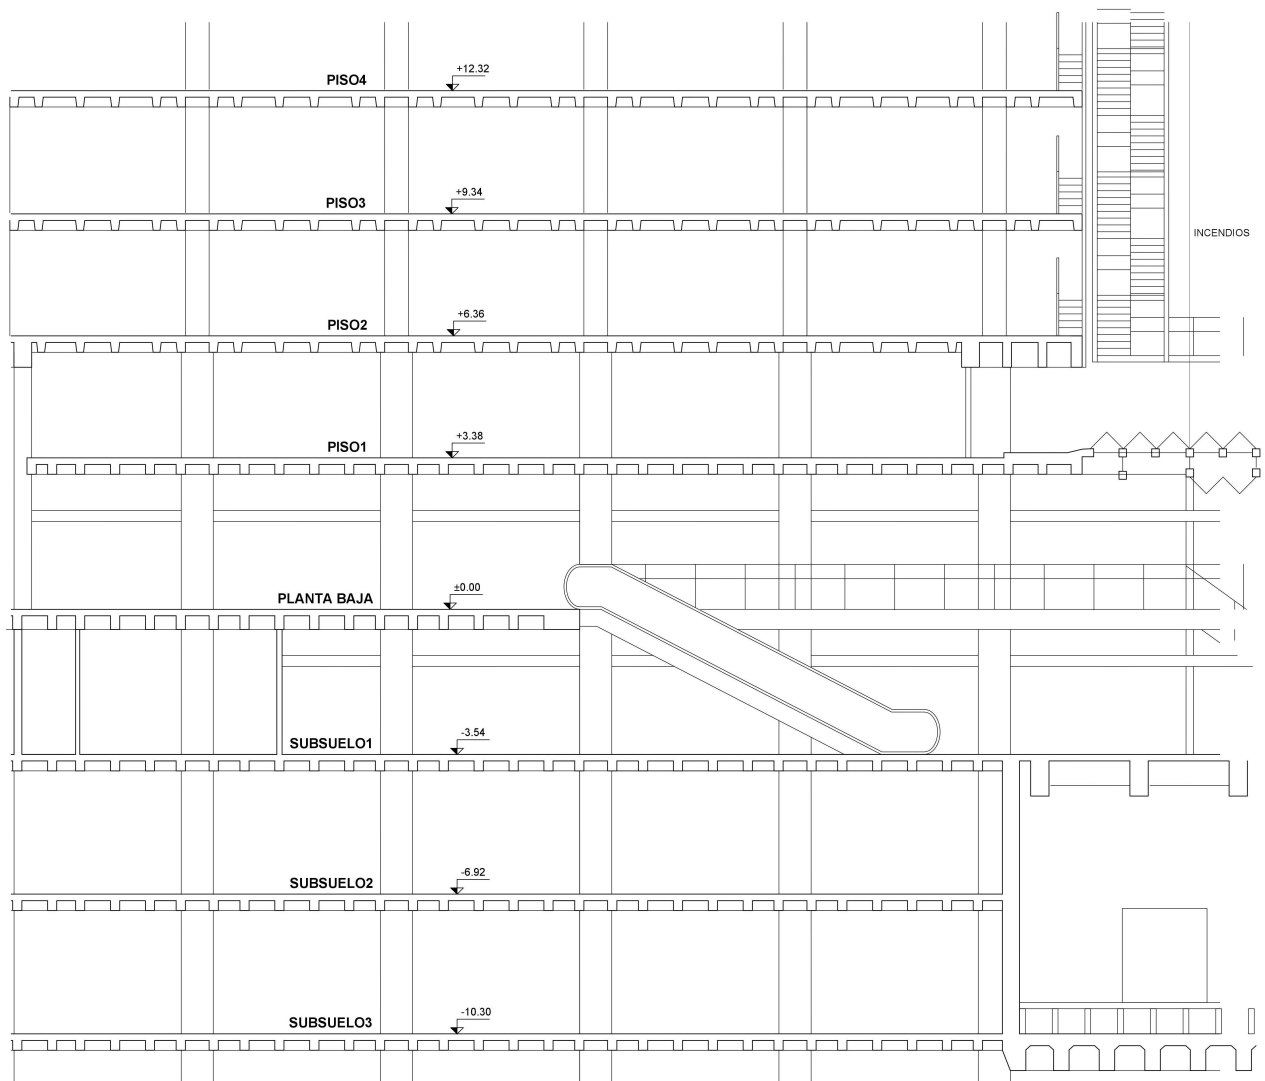 PISO4
+12.32
PISO3
+9.34
INCENDIOS
PISO2
+6.36
PISO1
+3.38
PLANTA BAJA
±0.00
SUBSUELO1
-3.54
SUBSUELO2
-6.92
SUBSUELO3
-10.30